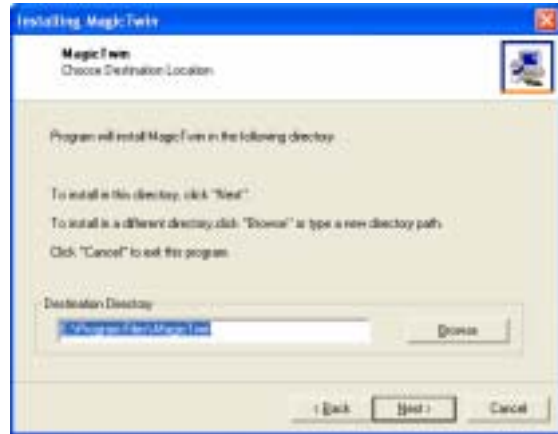 Installing MagicTwin
MagicTwin
Choose Destination Location
Program will install MagicTwin in the following directory
To install in this directory, click "Next"
To install in a different directory,click "Browse" or type a new directory path.
Click "Cancel" to exit this program
Destination Directory
C:\Program Files\MagicTwin
Browse
< Back
Next >
Cancel